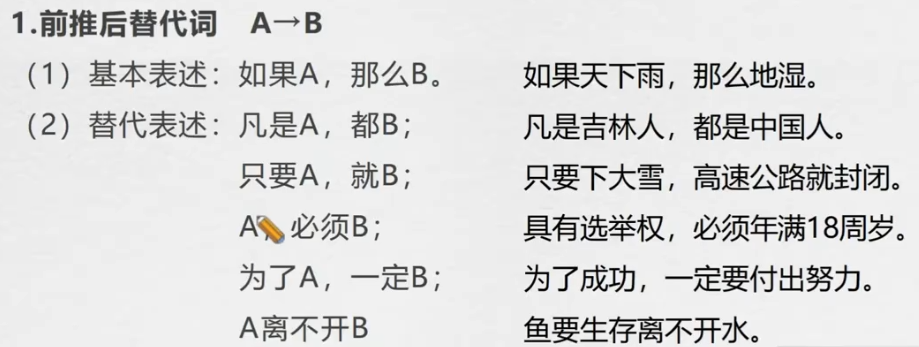 1.前推后替代词 A→B
（1）基本表述：如果A，那么B。 如果天下雨，那么地湿。
（2）替代表述：凡是A，都B； 凡是吉林人，都是中国人。
只要A，就B； 只要下大雪，高速公路就封闭。
A，必须B； 具有选举权，必须年满18周岁。
为了A，一定B； 为了成功，一定要付出努力。
A离不开B 鱼要生存离不开水。